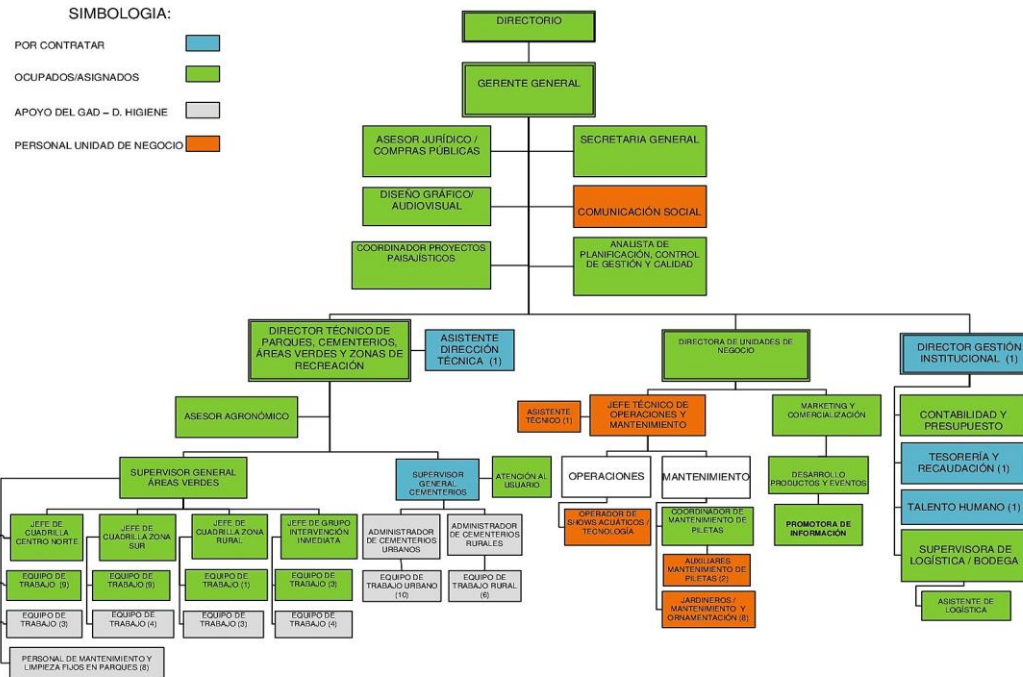 SIMBOLOGIA:
POR CONTRATAR
OCUPADOS/ASIGNADOS
APOYO DEL GAD – D. HIGIENE
PERSONAL UNIDAD DE NEGOCIO
DIRECTORIO
GERENTE GENERAL
ASESOR JURÍDICO /
COMPRAS PÚBLICAS
SECRETARIA GENERAL
DISEÑO GRÁFICO/
AUDIOVISUAL
COMUNICACIÓN SOCIAL
COORDINADOR PROYECTOS
PAISAJÍSTICOS
ANALISTA DE
PLANIFICACIÓN, CONTROL
DE GESTIÓN Y CALIDAD
DIRECTOR TÉCNICO DE
PARQUES, CEMENTERIOS,
ÁREAS VERDES Y ZONAS DE
RECREACIÓN
ASISTENTE
DIRECCIÓN
TÉCNICA (1)
DIRECTORA DE UNIDADES DE
NEGOCIO
DIRECTOR GESTIÓN
INSTITUCIONAL (1)
ASESOR AGRONÓMICO
ASISTENTE
TÉCNICO (1)
JEFE TÉCNICO DE
OPERACIONES Y
MANTENIMIENTO
MARKETING Y
COMERCIALIZACIÓN
CONTABILIDAD Y
PRESUPUESTO
SUPERVISOR GENERAL
ÁREAS VERDES
SUPERVISOR
GENERAL
CEMENTERIOS
ATENCIÓN AL
USUARIO
OPERACIONES
MANTENIMIENTO
DESARROLLO
PRODUCTOS Y EVENTOS
TESORERÍA Y
RECAUDACIÓN (1)
JEFE DE
CUADRILLA
CENTRO NORTE
JEFE DE
CUADRILLA ZONA
SUR
JEFE DE
CUADRILLA ZONA
RURAL
JEFE DE GRUPO
INTERVENCIÓN
INMEDIATA
ADMINISTRADOR
DE CEMENTERIOS
URBANOS
ADMINISTRADOR
DE CEMENTERIOS
RURALES
OPERADOR DE
SHOWS ACUÁTICOS /
TECNOLOGÍA
COORDINADOR DE
MANTENIMIENTO DE
PILETAS
PROMOTORA DE
INFORMACIÓN
TALENTO HUMANO (1)
EQUIPO DE
TRABAJO (9)
EQUIPO DE
TRABAJO (9)
EQUIPO DE
TRABAJO (1)
EQUIPO DE
TRABAJO (3)
EQUIPO DE
TRABAJO URBANO
(10)
EQUIPO DE
TRABAJO RURAL
(6)
AUXILIARES
MANTENIMIENTO DE
PILETAS (2)
SUPERVISORA DE
LOGÍSTICA / BODEGA
EQUIPO DE
TRABAJO (3)
EQUIPO DE
TRABAJO (4)
EQUIPO DE
TRABAJO (3)
EQUIPO DE
TRABAJO (4)
JARDINEROS /
MANTENIMIENTO Y
ORNAMENTACIÓN (8)
ASISTENTE DE
LOGÍSTICA
PERSONAL DE MANTENIMIENTO Y
LIMPIEZA FIJOS EN PARQUES (8)